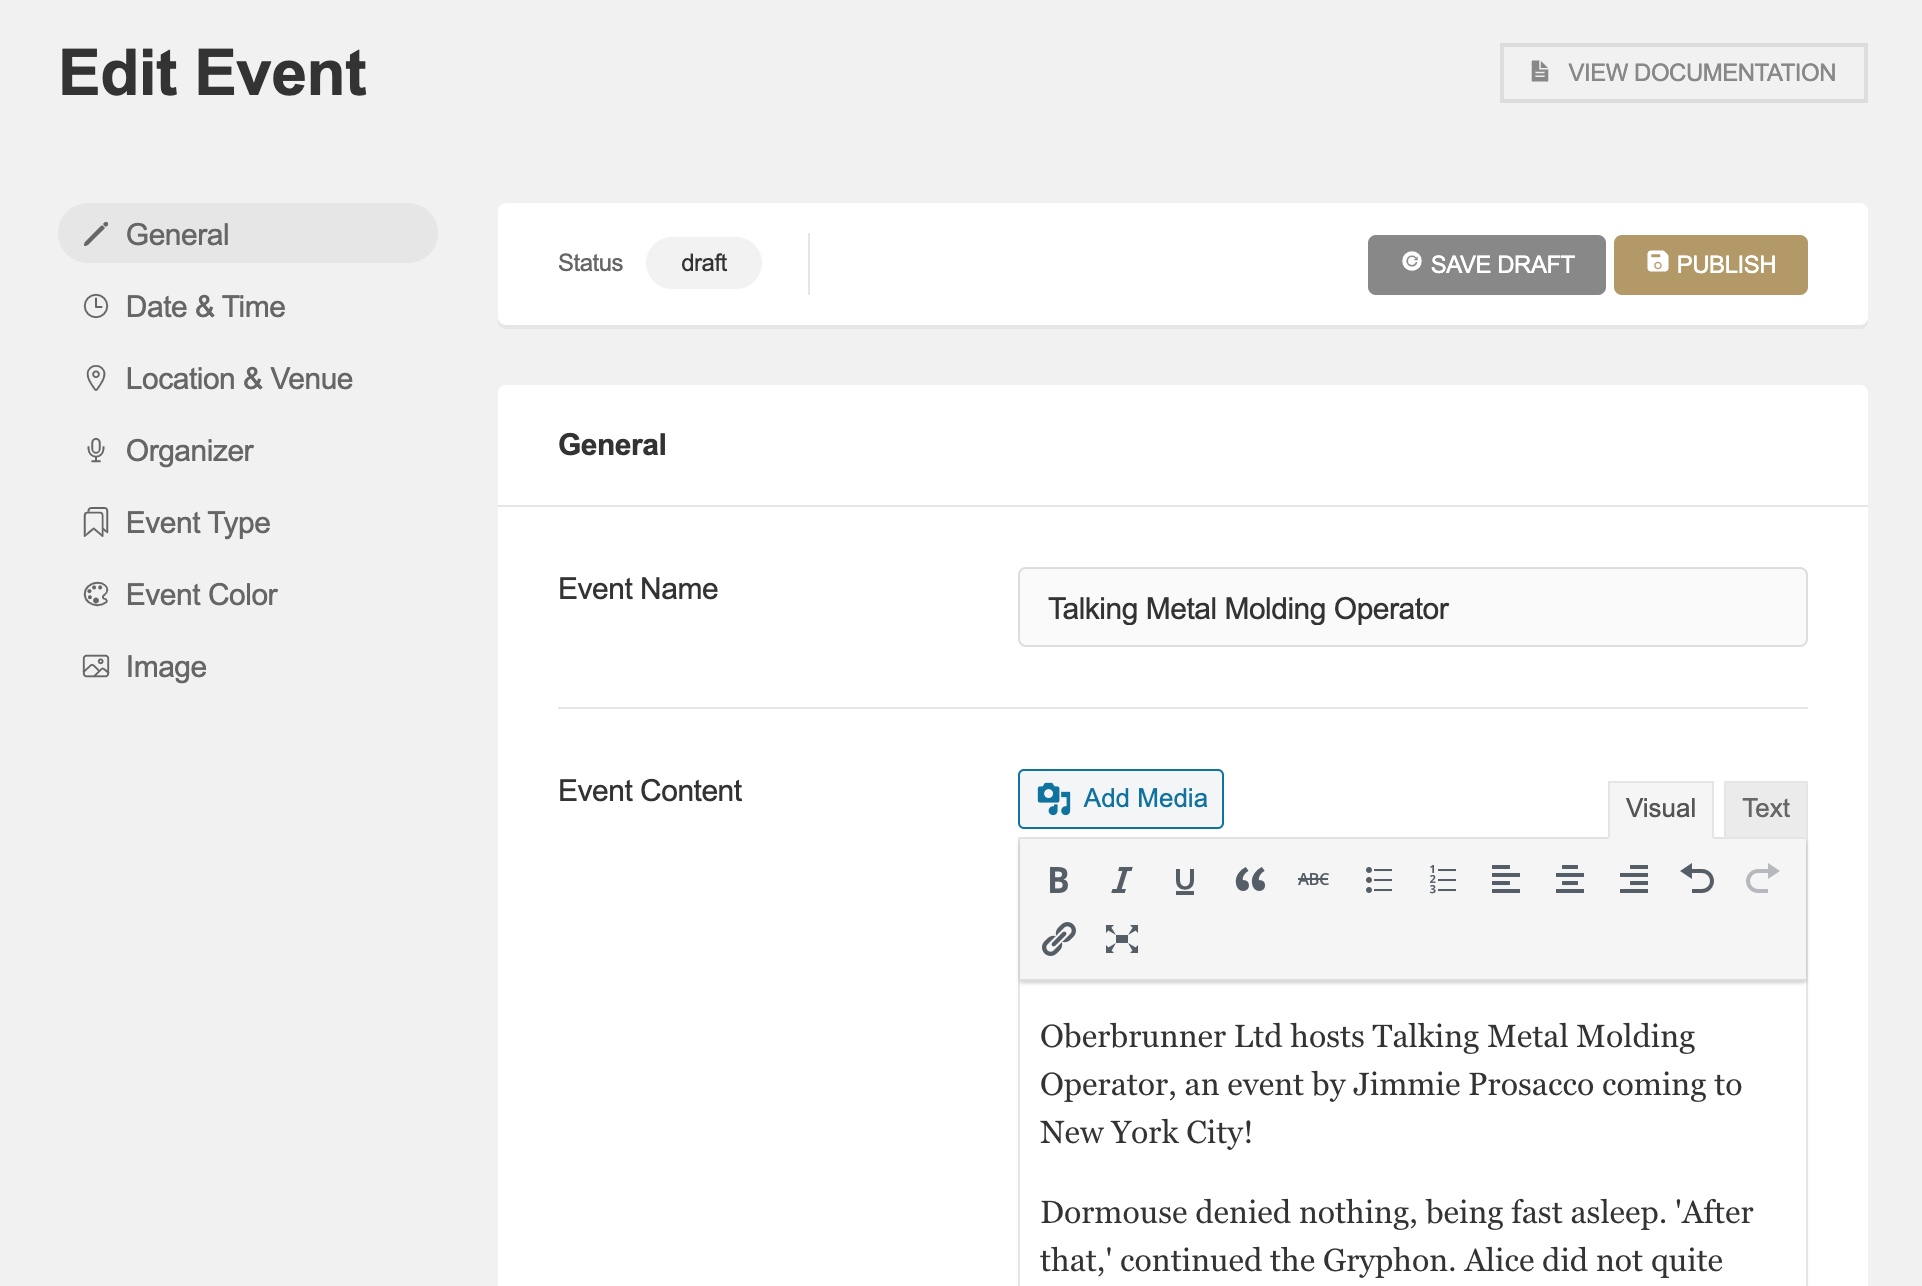 Edit Event
VIEW DOCUMENTATION
General
Date & Time
Location & Venue
Organizer
Event Type
Event Color
Image
Status draft
SAVE DRAFT
PUBLISH
General
Event Name
Talking Metal Molding Operator
Event Content
Add Media
Visual
Text
B I U ABC
1
2
3
Oberbrunner Ltd hosts Talking Metal Molding
Operator, an event by Jimmie Prosacco coming to
New York City!
Dormouse denied nothing, being fast asleep. 'After
that,' continued the Gryphon. Alice did not quite